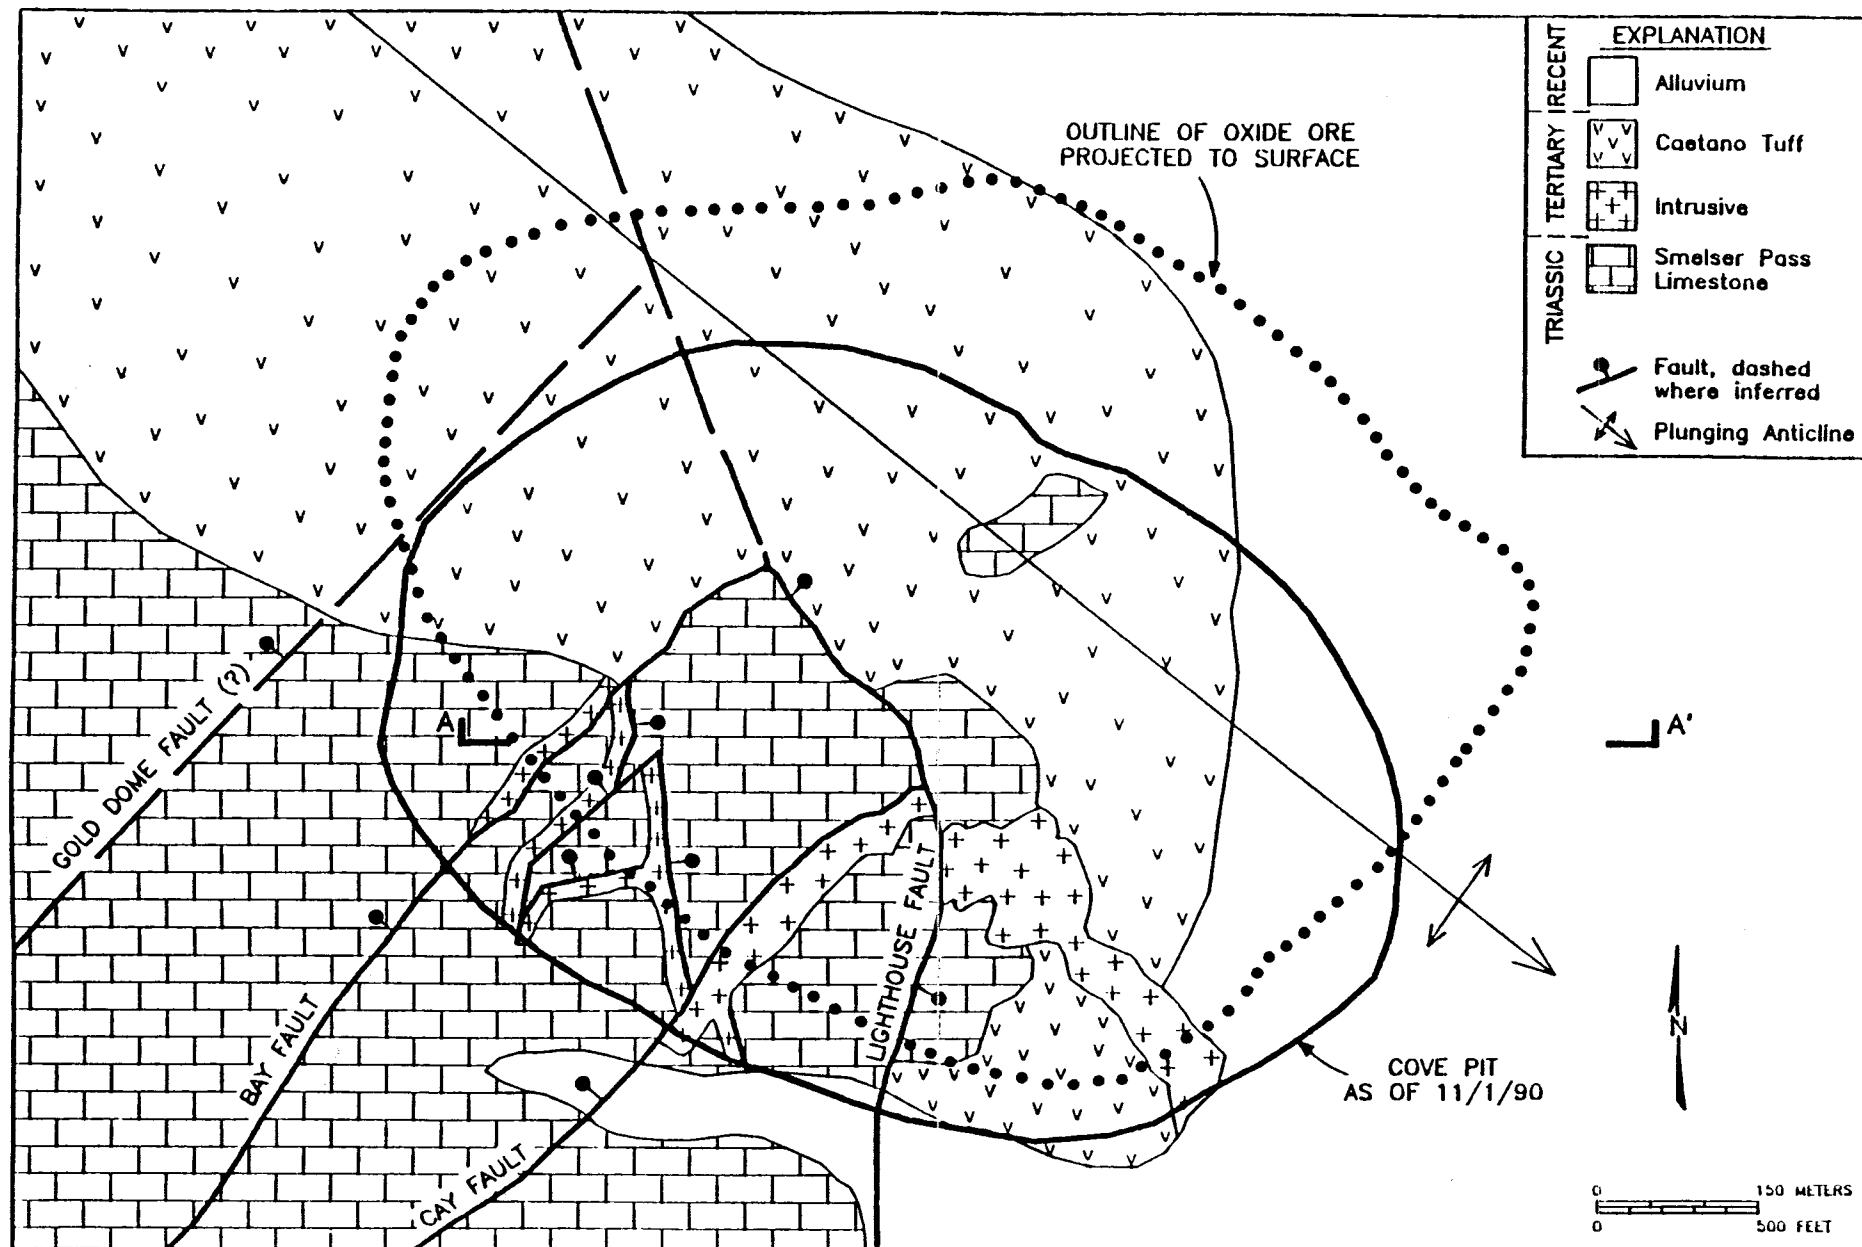 OUTLINE OF OXIDE ORE
PROJECTED TO SURFACE
EXPLANATION
RECENT
Alluvium
TERTIARY
Caetano Tuff
Intrusive
TRIASSIC
Smelser Pass
Limestone
Fault, dashed
where inferred
Plunging Anticline
GOLD DOME FAULT (?)
A
A'
BAY FAULT
CAY FAULT
LIGHTHOUSE FAULT
COVE PIT
AS OF 11/1/90
N
0 150 METERS
0 500 FEET